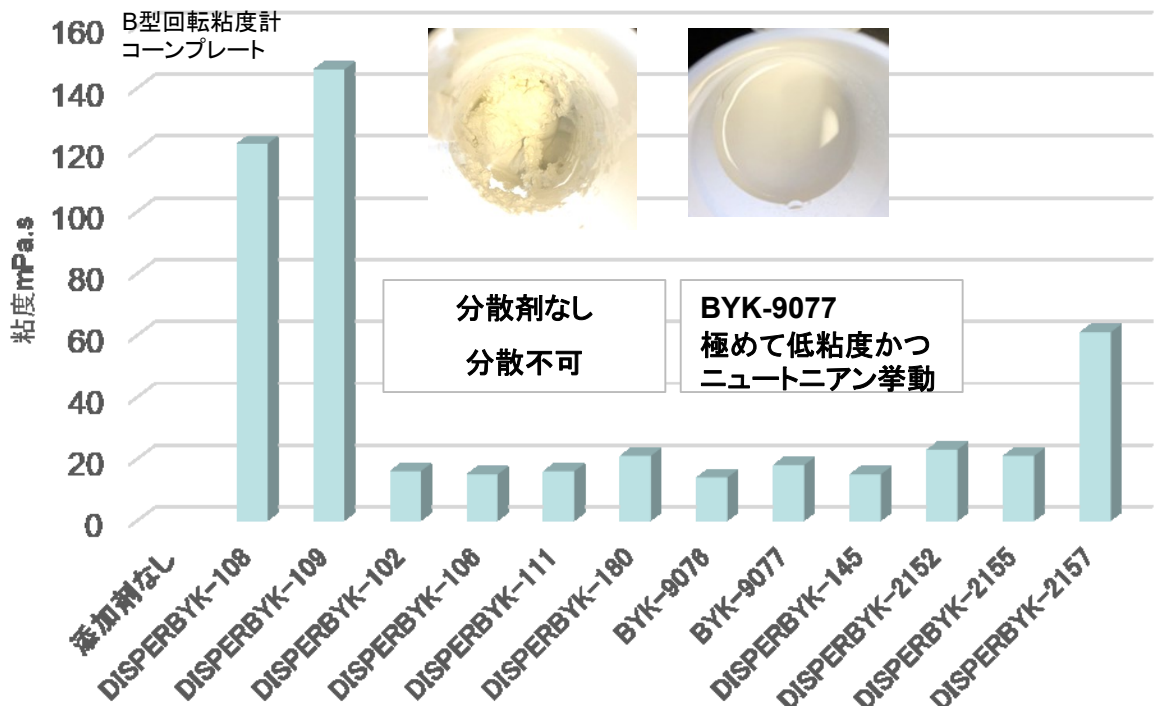 B型回転粘度計
コーンプレート
160
140
120
100
80
60
40
20
0
粘度mPa.s
分散剤なし
分散不可
BYK-9077
極めて低粘度かつ
ニュートニアン挙動
添加剤なし
DISPERBYK-108
DISPERBYK-109
DISPERBYK-102
DISPERBYK-106
DISPERBYK-111
DISPERBYK-180
BYK-9076
BYK-9077
DISPERBY-145
DISPERBYK-2152
DISPERBYK-2155
DISPERBYK-2157